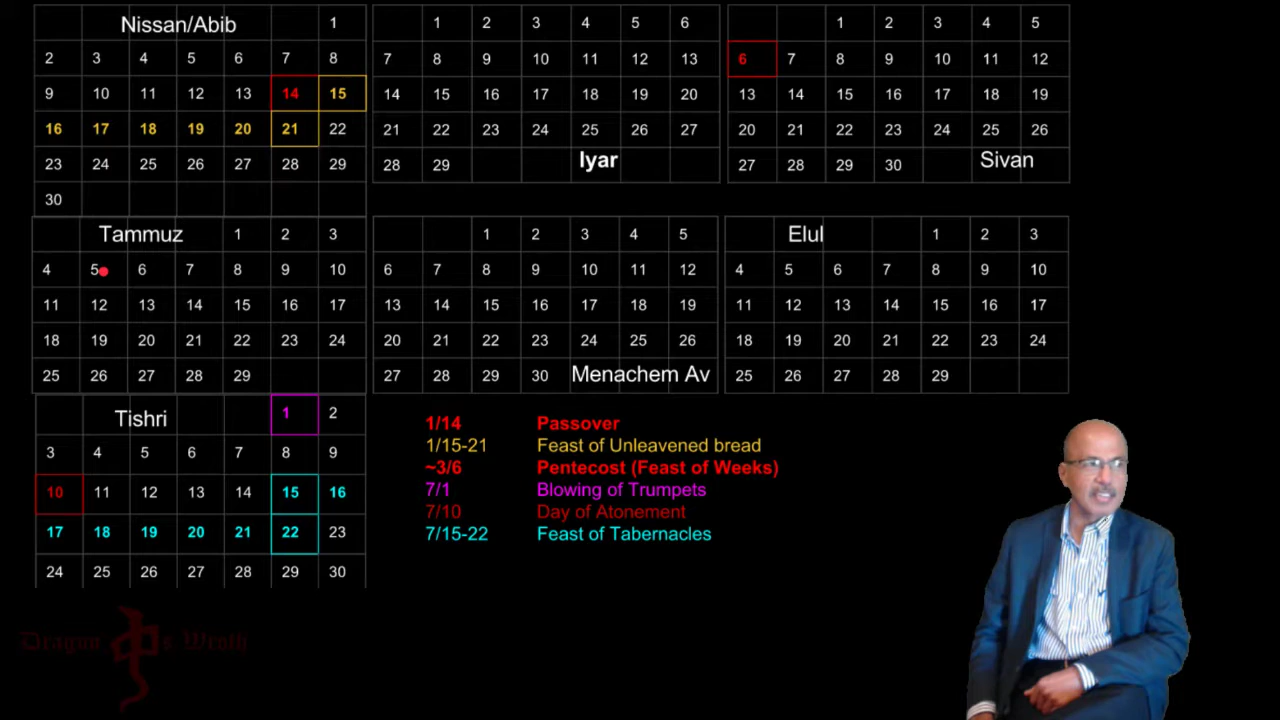 Nissan/Abib 1
2 3 4 5 6 7 8
9 10 11 12 13 14 15
16 17 18 19 20 21 22
23 24 25 26 27 28 29
30
1 2 3 4 5 6
7 8 9 10 11 12 13
14 15 16 17 18 19 20
21 22 23 24 25 26 27
28 29 Iyar
1 2 3 4 5
6 7 8 9 10 11 12
13 14 15 16 17 18 19
20 21 22 23 24 25 26
27 28 29 30 Sivan
Tammuz 1 2 3
4 5 6 7 8 9 10
11 12 13 14 15 16 17
18 19 20 21 22 23 24
25 26 27 28 29
1 2 3 4 5
6 7 8 9 10 11 12
13 14 15 16 17 18 19
20 21 22 23 24 25 26
27 28 29 30 Menachem Av
Elul 1 2 3
4 5 6 7 8 9 10
11 12 13 14 15 16 17
18 19 20 21 22 23 24
25 26 27 28 29
Tishri 1 2
3 4 5 6 7 8 9
10 11 12 13 14 15 16
17 18 19 20 21 22 23
24 25 26 27 28 29 30
1/14 Passover
1/15-21 Feast of Unleavened bread
~3/6 Pentecost (Feast of Weeks)
7/1 Blowing of Trumpets
7/10 Day of Atonement
7/15-22 Feast of Tabernacles
Dragon s Wroth